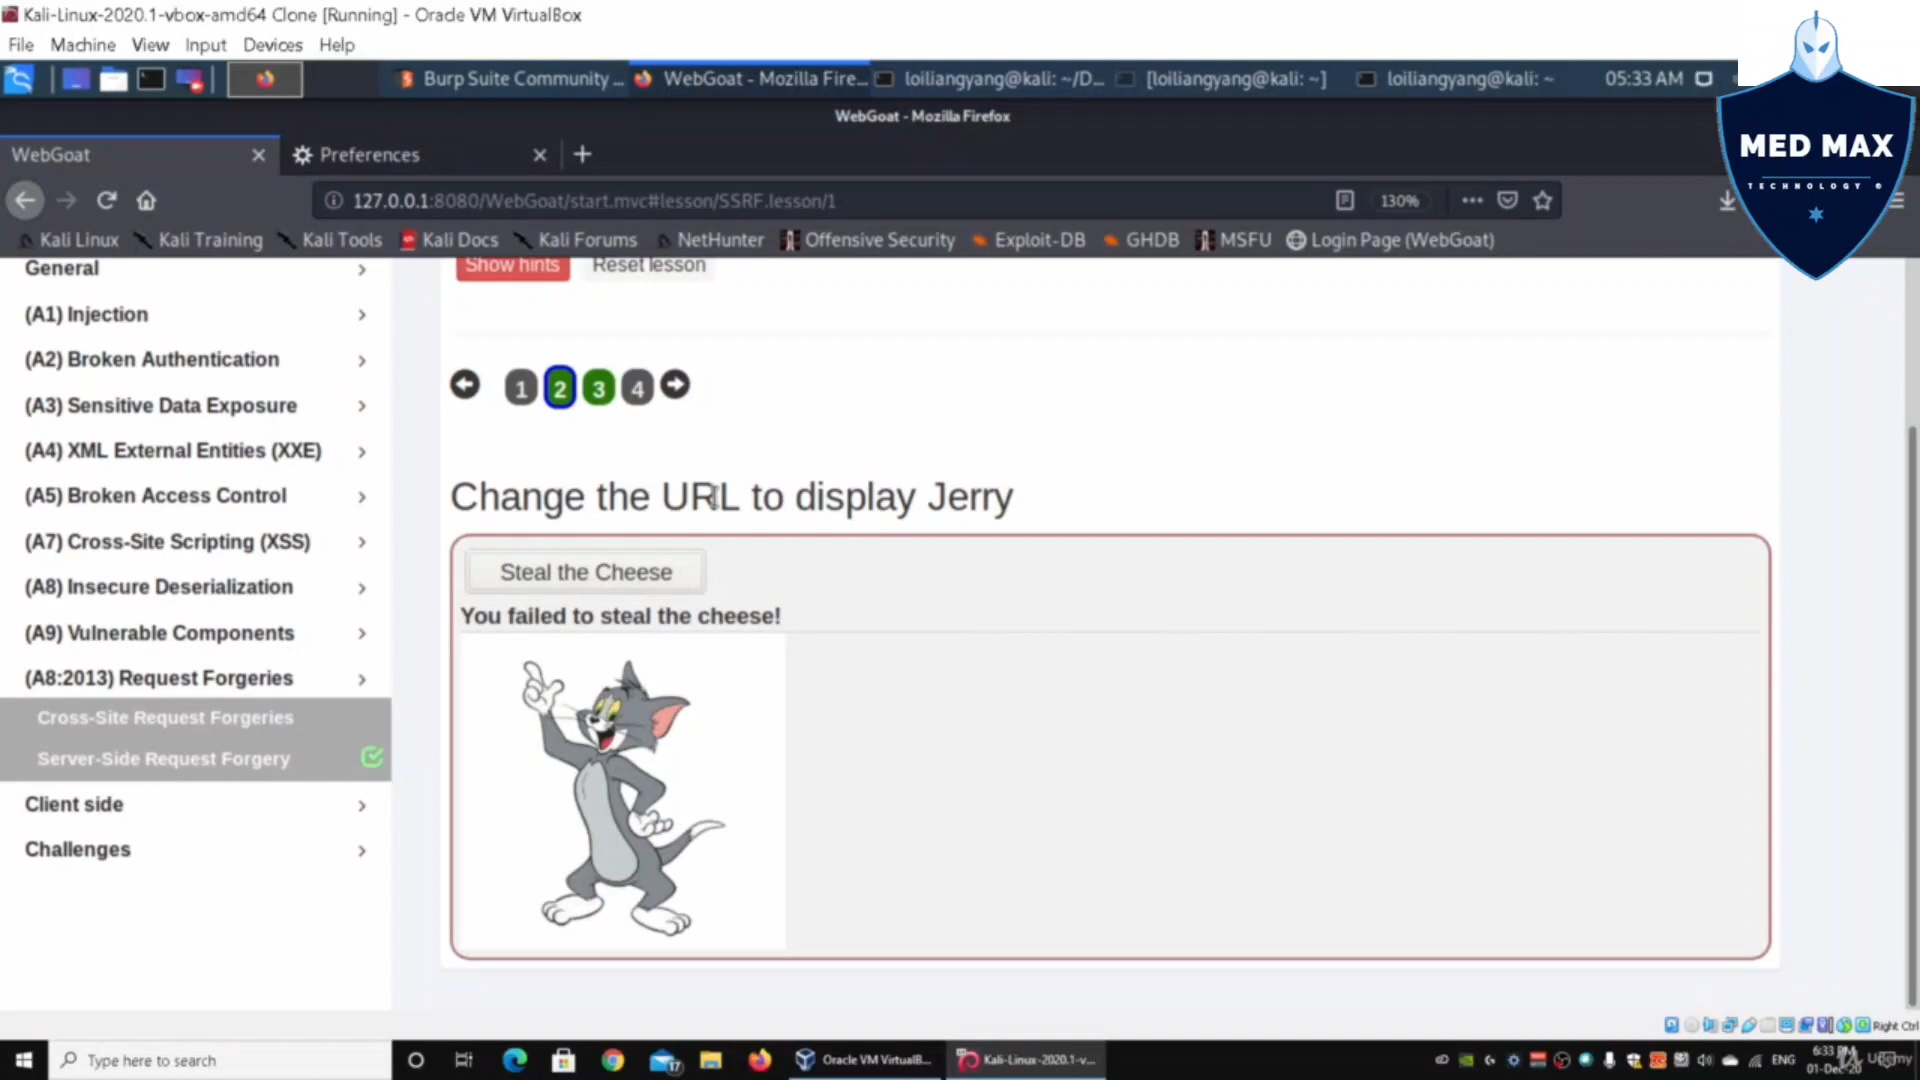 Kali-Linux-2020.1-vbox-amd64 Clone [Running] - Oracle VM VirtualBox
File Machine View Input Devices Help
Burp Suite Community ... WebGoat - Mozilla Fire... loiliangyang@kali: ~/D... [loiliangyang@kali: ~] loiliangyang@kali: ~ 05:33 AM
WebGoat - Mozilla Firefox
WebGoat Preferences
MED MAX
TECHNOLOGY
127.0.0.1:8080/WebGoat/start.mvc#lesson/SSRF.lesson/1 130%
Kali Linux Kali Training Kali Tools Kali Docs Kali Forums NetHunter Offensive Security Exploit-DB GHDB MSFU Login Page (WebGoat)
General
Show hints Reset lesson
(A1) Injection
(A2) Broken Authentication
1 2 3 4
(A3) Sensitive Data Exposure
(A4) XML External Entities (XXE)
(A5) Broken Access Control
Change the URL to display Jerry
(A7) Cross-Site Scripting (XSS)
Steal the Cheese
(A8) Insecure Deserialization
You failed to steal the cheese!
(A9) Vulnerable Components
(A8:2013) Request Forgeries
Cross-Site Request Forgeries
Server-Side Request Forgery
Client side
Challenges
Right Ctrl
Type here to search 17 Oracle VM VirtualB... Kali-Linux-2020.1-v... ENG
6:33 PM
01-Dec-20
Udemy